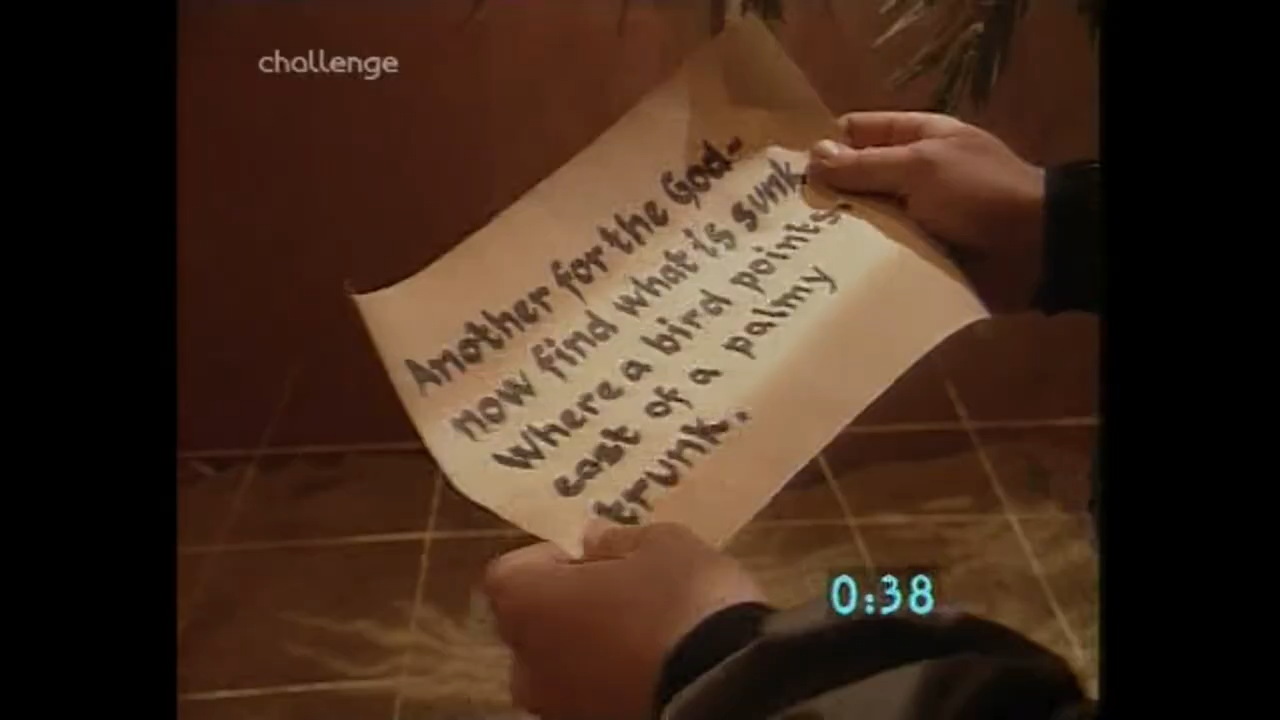 challenge
Another for the God-
now find what is sunk
Where a bird points
east of a palmy
trunk.
0:38